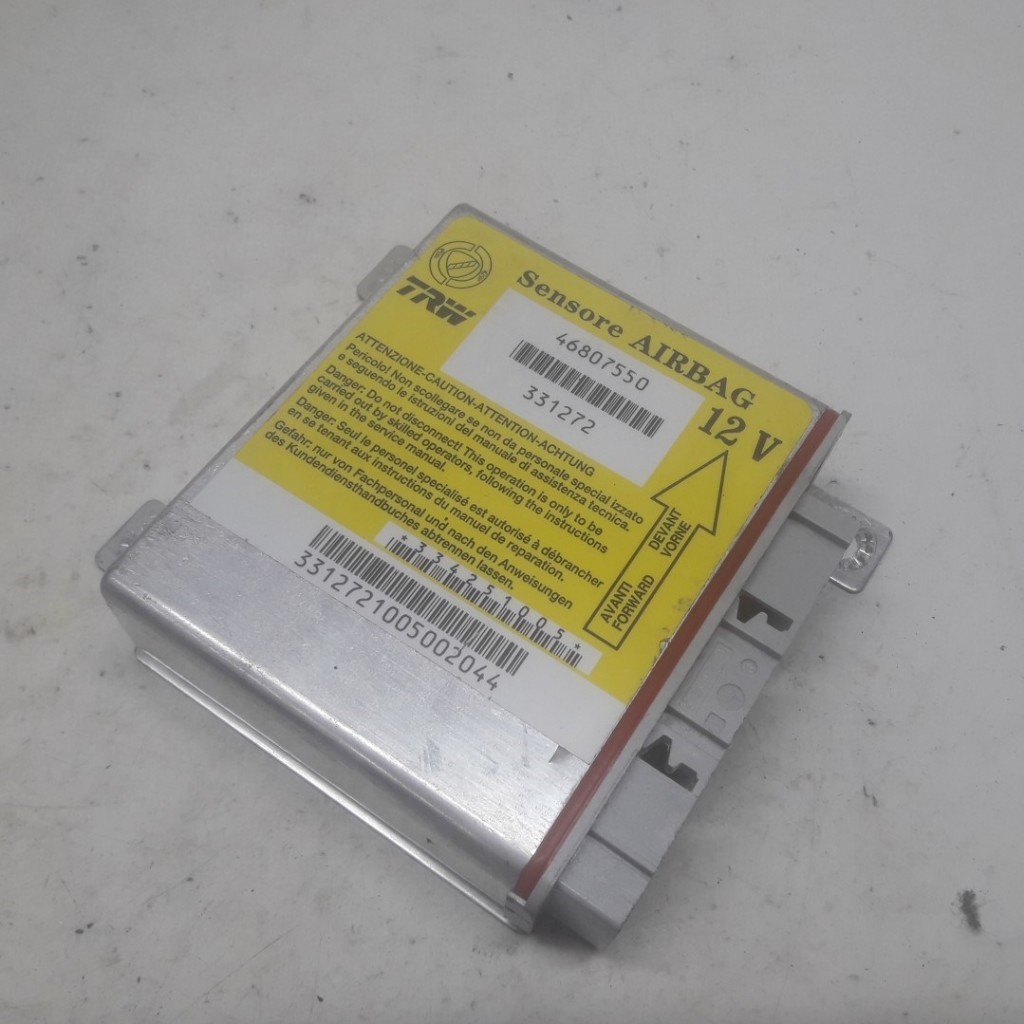 TRW
Sensore AIRBAG
46807550
331272
12 V
ATTENZIONE-CAUTION-ATTENTION-ACHTUNG
Pericolo! Non scollegare se non da personale special izzato
e seguendo le istruzioni del manuale di assistenza tecnica.
Danger: Do not disconnect! This operation is only to be
carried out by skilled operators, following the instructions
given in the service manual.
Danger: Seul le personel specialisé est autorisé à débrancher
en se tenant aux instructions du manuel de reparation.
Gefahr: nur von Fachpersonal und nach den Anweisungen
des Kundendiensthandbuches abtrennen lassen.
AVANTI DEVANT
FORWARD VORNE
*334251005*
3312721005002044